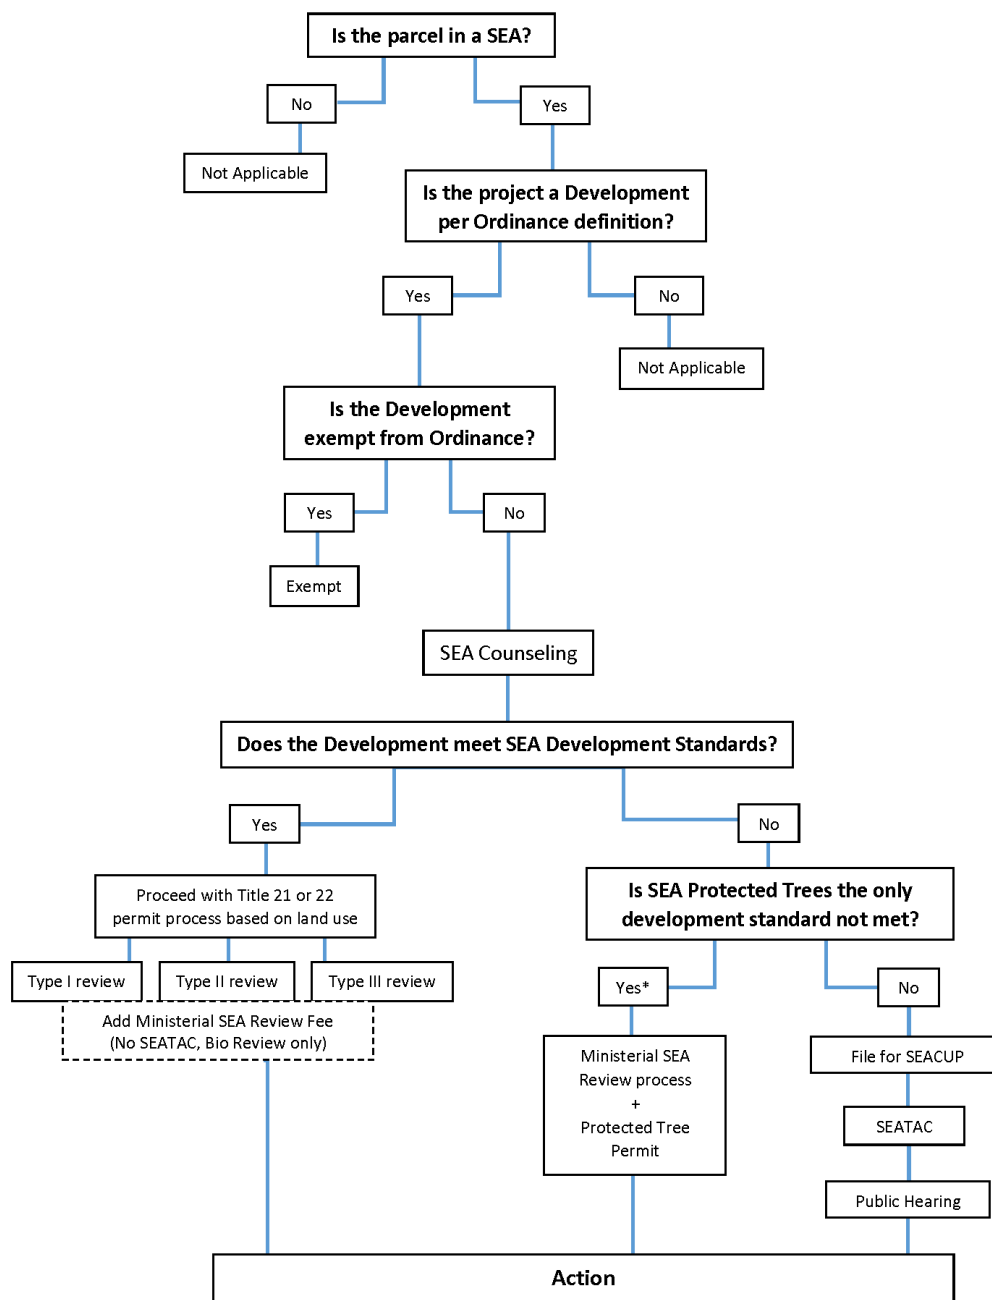 Is the parcel in a SEA?
No
Yes
Not Applicable
Is the project a Development
per Ordinance definition?
Yes
No
Not Applicable
Is the Development
exempt from Ordinance?
Yes
No
Exempt
SEA Counseling
Does the Development meet SEA Development Standards?
Yes
No
Proceed with Title 21 or 22
permit process based on land use
Type I review
Type II review
Type III review
Add Ministerial SEA Review Fee
(No SEATAC, Bio Review only)
Is SEA Protected Trees the only
development standard not met?
Yes*
No
Ministerial SEA
Review process
+
Protected Tree
Permit
File for SEACUP
SEATAC
Public Hearing
Action